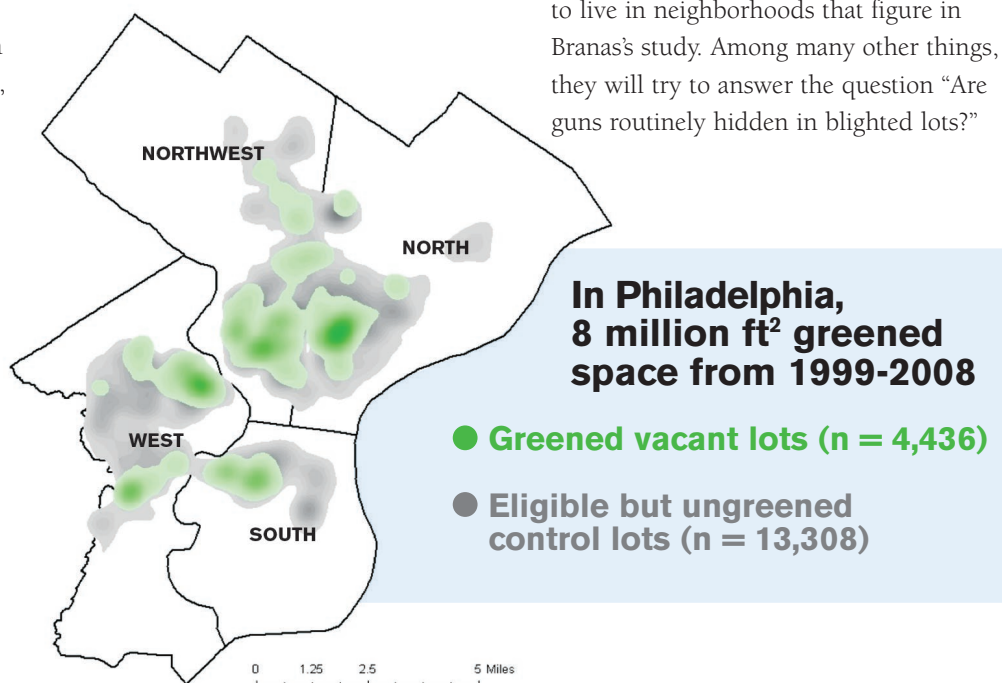 to live in neighborhoods that figure in
Branas’s study. Among many other things,
they will try to answer the question “Are
guns routinely hidden in blighted lots?”
NORTHWEST
NORTH
WEST
SOUTH
In Philadelphia,
8 million ft² greened
space from 1999-2008
Greened vacant lots (n = 4,436)
Eligible but ungreened
control lots (n = 13,308)
0 1.25 2.5 5 Miles